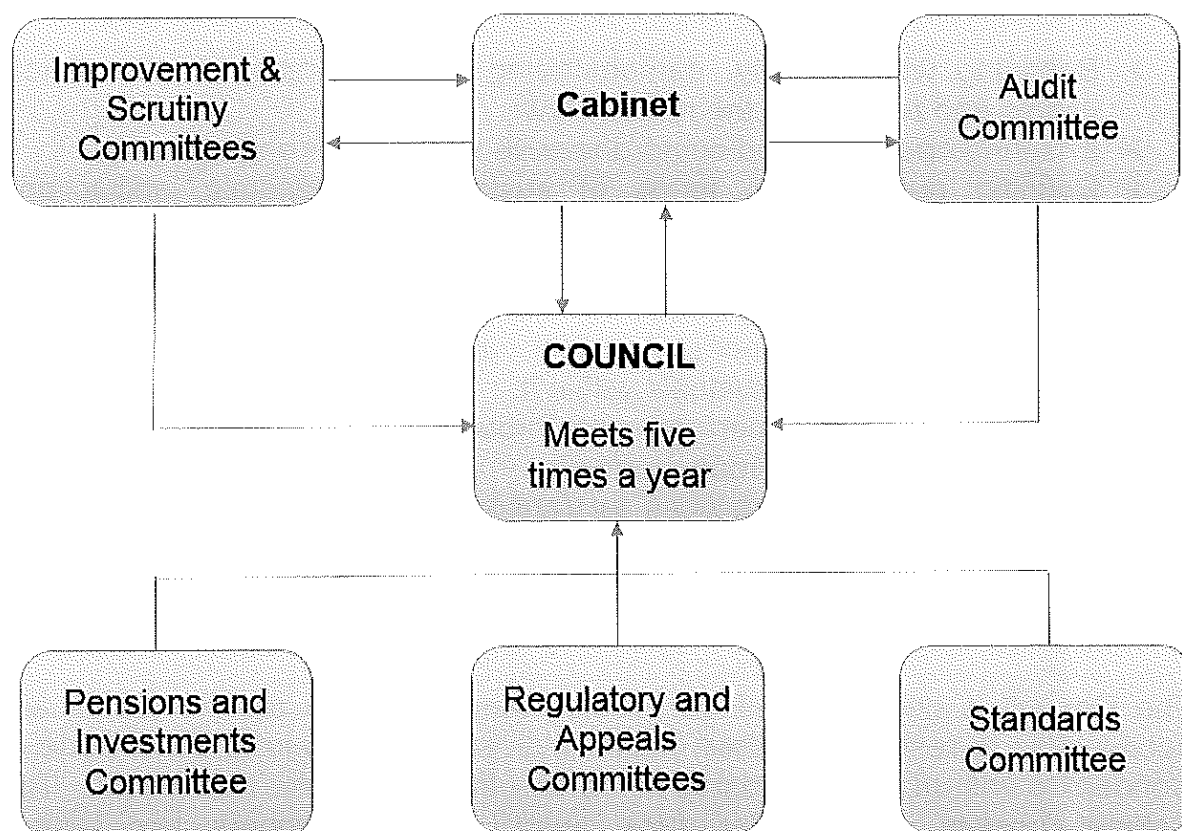 Improvement &
Scrutiny
Committees
Cabinet
Audit
Committee
COUNCIL
Meets five
times a year
Pensions and
Investments
Committee
Regulatory and
Appeals
Committees
Standards
Committee